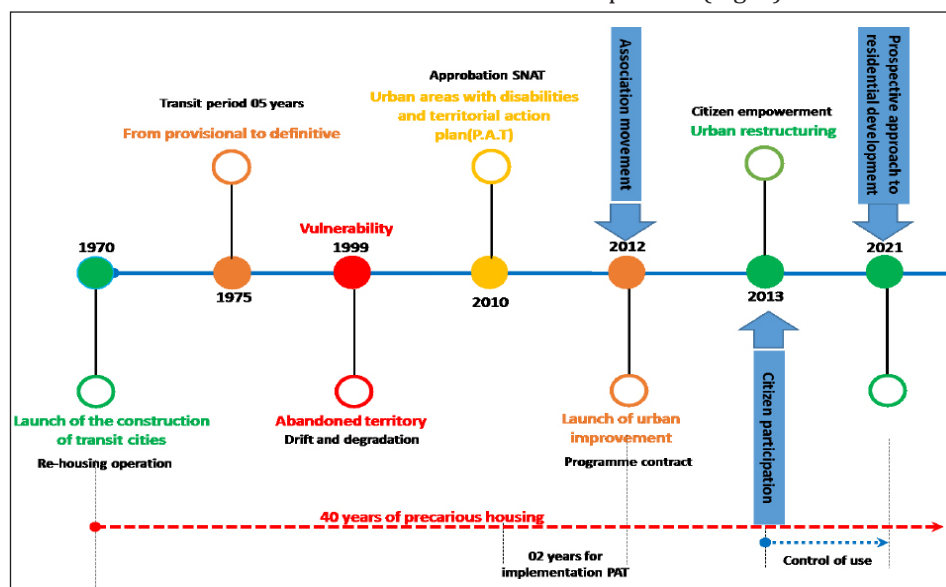 Transit period 05 years
From provisional to definitive
Approbation SNAT
Urban areas with disabilities
and territorial action
plan(P.A.T)
Association movement
Citizen empowerment
Urban restructuring
Prospective approach to
residential development
1970
1975
Vulnerability
1999
2010
2012
2013
2021
Launch of the construction
of transit cities
Re-housing operation
Abandoned territory
Drift and degradation
Launch of urban
improvement
Programme contract
Citizen participation
40 years of precarious housing
02 years for
implementation PAT
Control of use